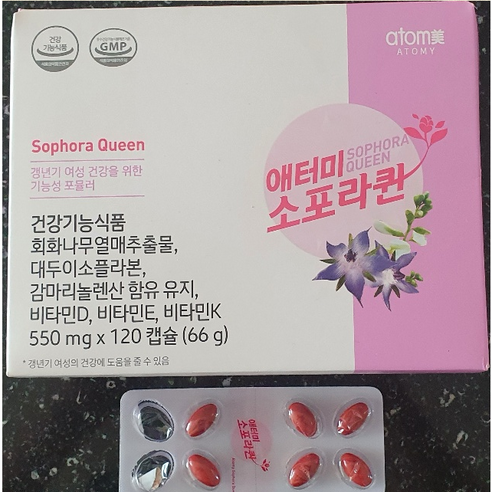 건강
기능식품
GMP
atom美
ATOMY
Sophora Queen
갱년기 여성 건강을 위한
기능성 포뮬러
SOPHORA
QUEEN
애터미
소포라퀸
건강기능식품
회화나무열매추출물,
대두이소플라본,
감마리놀렌산 함유 유지,
비타민D, 비타민E, 비타민K
550 mg x 120 캡슐 (66 g)
* 갱년기 여성의 건강에 도움을 줄 수 있음
애터미
소포라퀸